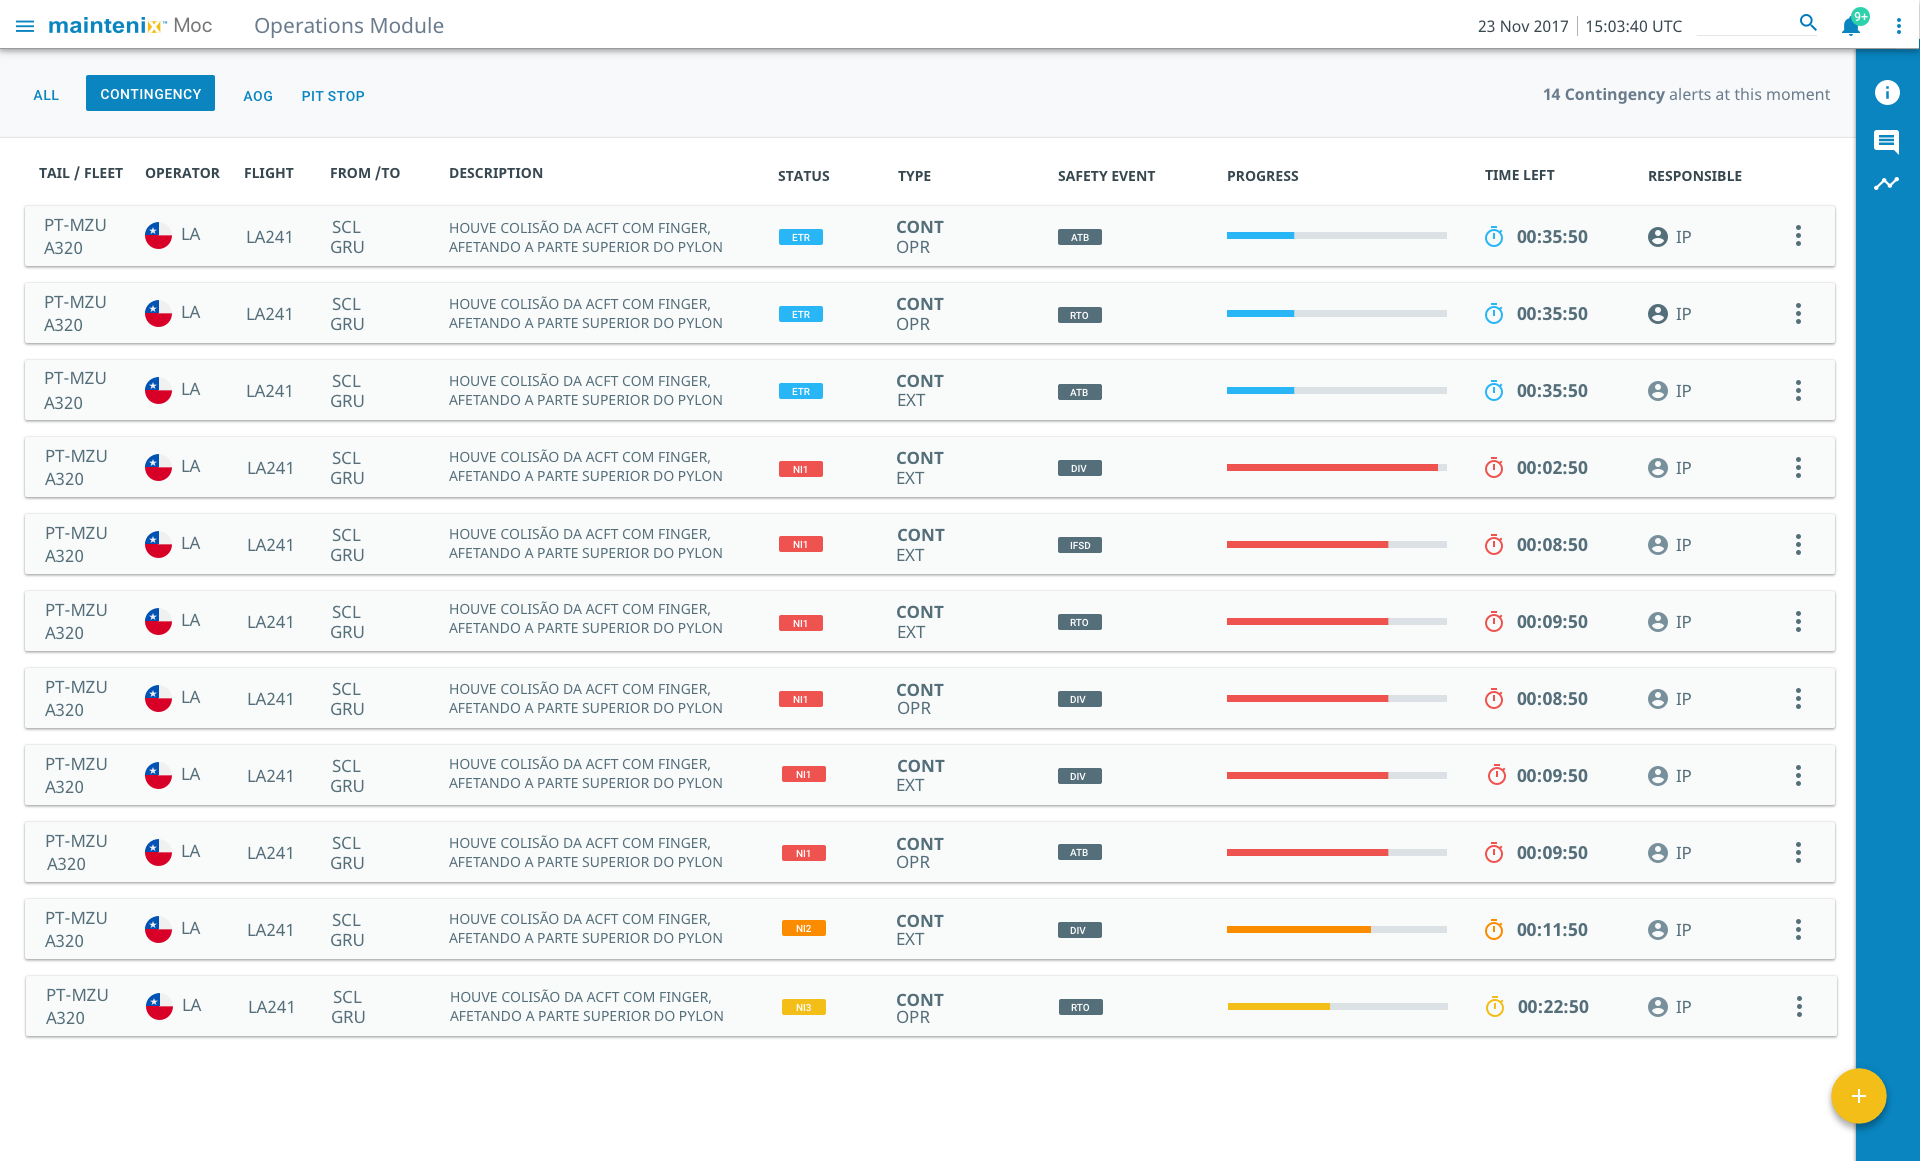 maintenix™ Moc
Operations Module
23 Nov 2017 | 15:03:40 UTC
9+
ALL
CONTINGENCY
AOG
PIT STOP
14 Contingency alerts at this moment
TAIL / FLEET OPERATOR FLIGHT FROM /TO DESCRIPTION STATUS TYPE SAFETY EVENT PROGRESS TIME LEFT RESPONSIBLE
PT-MZU LA LA241 SCL HOUVE COLISÃO DA ACFT COM FINGER, ETR CONT ATB 00:35:50 IP
A320 GRU AFETANDO A PARTE SUPERIOR DO PYLON OPR
PT-MZU LA LA241 SCL HOUVE COLISÃO DA ACFT COM FINGER, ETR CONT RTO 00:35:50 IP
A320 GRU AFETANDO A PARTE SUPERIOR DO PYLON OPR
PT-MZU LA LA241 SCL HOUVE COLISÃO DA ACFT COM FINGER, ETR CONT ATB 00:35:50 IP
A320 GRU AFETANDO A PARTE SUPERIOR DO PYLON EXT
PT-MZU LA LA241 SCL HOUVE COLISÃO DA ACFT COM FINGER, NI1 CONT DIV 00:02:50 IP
A320 GRU AFETANDO A PARTE SUPERIOR DO PYLON EXT
PT-MZU LA LA241 SCL HOUVE COLISÃO DA ACFT COM FINGER, NI1 CONT IFSD 00:08:50 IP
A320 GRU AFETANDO A PARTE SUPERIOR DO PYLON EXT
PT-MZU LA LA241 SCL HOUVE COLISÃO DA ACFT COM FINGER, NI1 CONT RTO 00:09:50 IP
A320 GRU AFETANDO A PARTE SUPERIOR DO PYLON EXT
PT-MZU LA LA241 SCL HOUVE COLISÃO DA ACFT COM FINGER, NI1 CONT DIV 00:08:50 IP
A320 GRU AFETANDO A PARTE SUPERIOR DO PYLON OPR
PT-MZU LA LA241 SCL HOUVE COLISÃO DA ACFT COM FINGER, NI1 CONT DIV 00:09:50 IP
A320 GRU AFETANDO A PARTE SUPERIOR DO PYLON EXT
PT-MZU LA LA241 SCL HOUVE COLISÃO DA ACFT COM FINGER, NI1 CONT ATB 00:09:50 IP
A320 GRU AFETANDO A PARTE SUPERIOR DO PYLON OPR
PT-MZU LA LA241 SCL HOUVE COLISÃO DA ACFT COM FINGER, NI2 CONT DIV 00:11:50 IP
A320 GRU AFETANDO A PARTE SUPERIOR DO PYLON EXT
PT-MZU LA LA241 SCL HOUVE COLISÃO DA ACFT COM FINGER, NI3 CONT RTO 00:22:50 IP
A320 GRU AFETANDO A PARTE SUPERIOR DO PYLON OPR